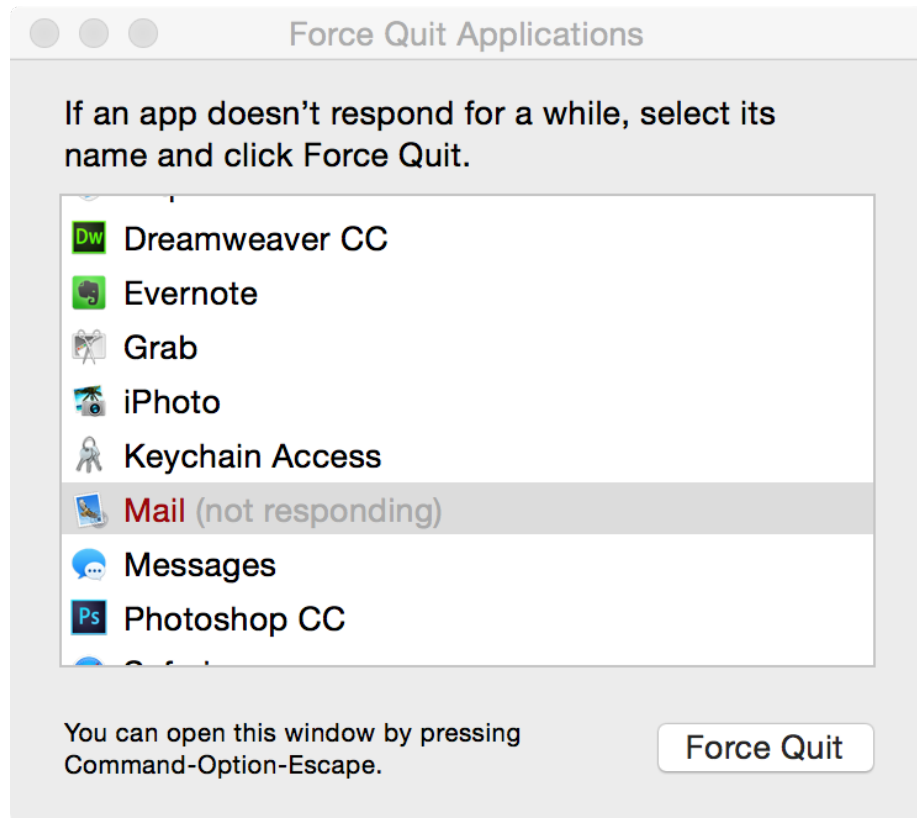 Force Quit Applications
If an app doesn’t respond for a while, select its
name and click Force Quit.
Dw Dreamweaver CC
Evernote
Grab
iPhoto
Keychain Access
Mail (not responding)
Messages
Ps Photoshop CC
You can open this window by pressing
Command-Option-Escape.
Force Quit